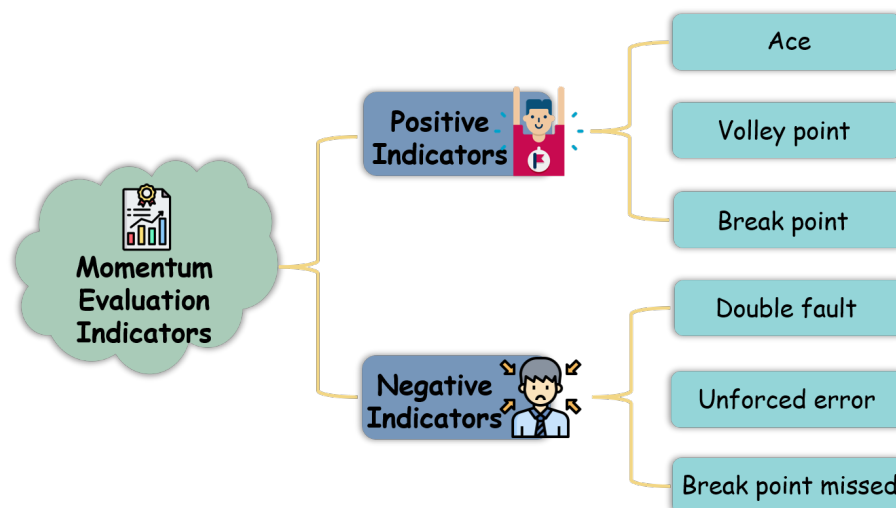 Momentum
Evaluation
Indicators
Positive
Indicators
Ace
Volley point
Break point
Negative
Indicators
Double fault
Unforced error
Break point missed